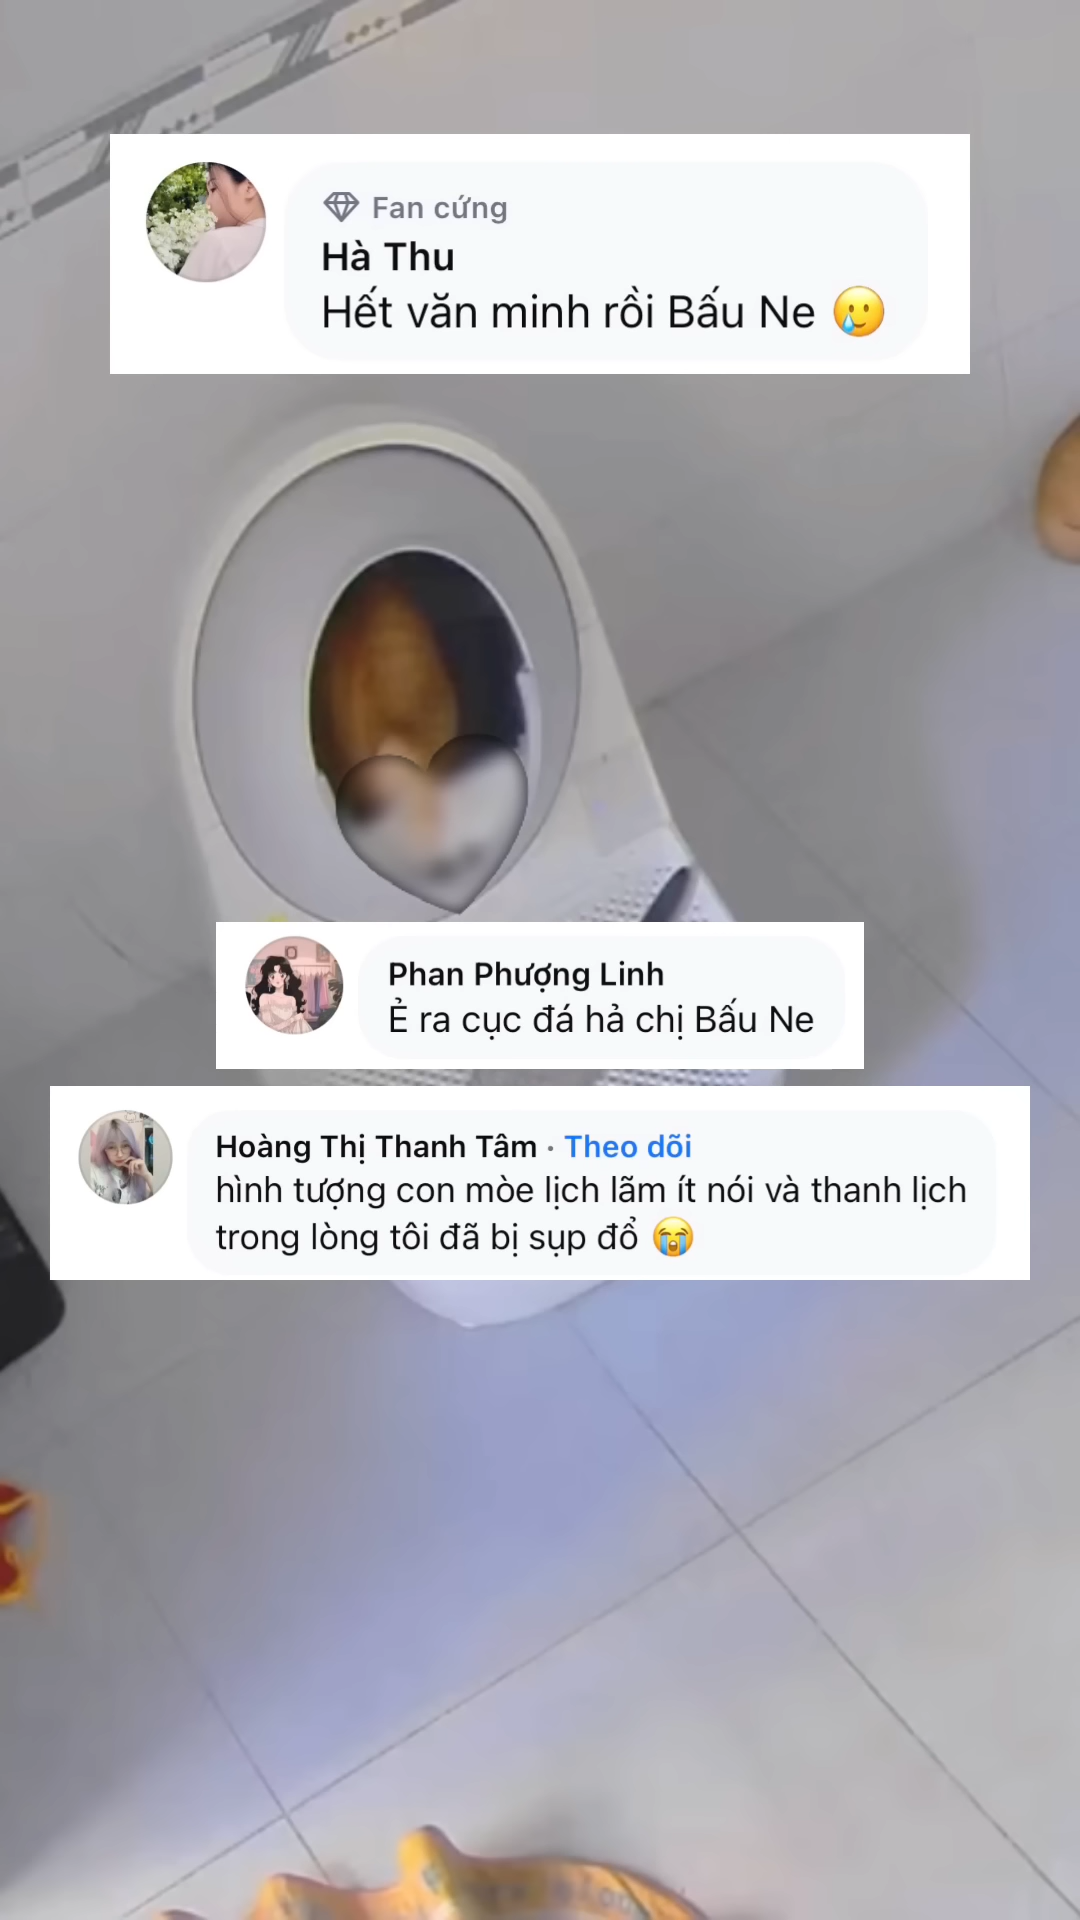 Fan cứng
Hà Thu
Hết văn minh rồi Bấu Ne 🥲
Phan Phượng Linh
Ẻ ra cục đá hả chị Bấu Ne
Hoàng Thị Thanh Tâm · Theo dõi
hình tượng con mòe lịch lãm ít nói và thanh lịch
trong lòng tôi đã bị sụp đổ 😭